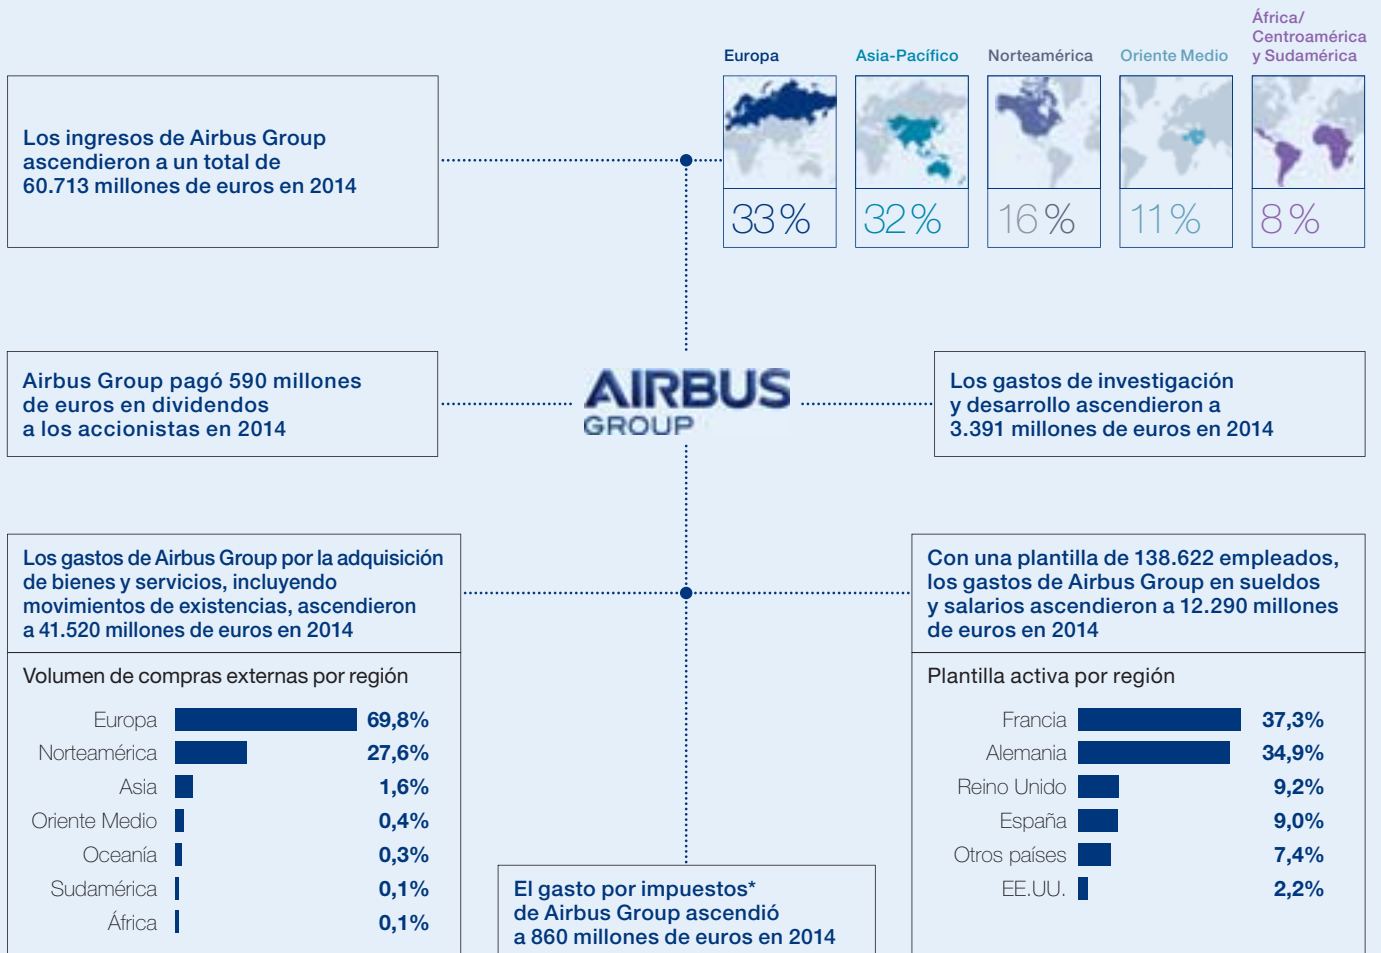 Los ingresos de Airbus Group
ascendieron a un total de
60.713 millones de euros en 2014
Europa
33%
Asia-Pacífico
32%
Norteamérica
16%
Oriente Medio
11%
África/
Centroamérica
y Sudamérica
8%
Airbus Group pagó 590 millones
de euros en dividendos
a los accionistas en 2014
AIRBUS
GROUP
Los gastos de investigación
y desarrollo ascendieron a
3.391 millones de euros en 2014
Los gastos de Airbus Group por la adquisición
de bienes y servicios, incluyendo
movimientos de existencias, ascendieron
a 41.520 millones de euros en 2014
Volumen de compras externas por región
Europa 69,8%
Norteamérica 27,6%
Asia 1,6%
Oriente Medio 0,4%
Oceanía 0,3%
Sudamérica 0,1%
África 0,1%
El gasto por impuestos*
de Airbus Group ascendió
a 860 millones de euros en 2014
Con una plantilla de 138.622 empleados,
los gastos de Airbus Group en sueldos
y salarios ascendieron a 12.290 millones
de euros en 2014
Plantilla activa por región
Francia 37,3%
Alemania 34,9%
Reino Unido 9,2%
España 9,0%
Otros países 7,4%
EE.UU. 2,2%